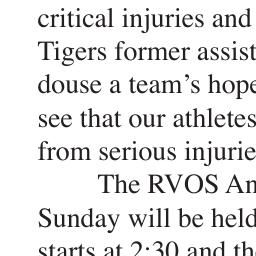 critical injuries and
Tigers former assist
douse a team's hope
see that our athletes
from serious injurie
The RVOS An
Sunday will be held
starts at 2:30 and th